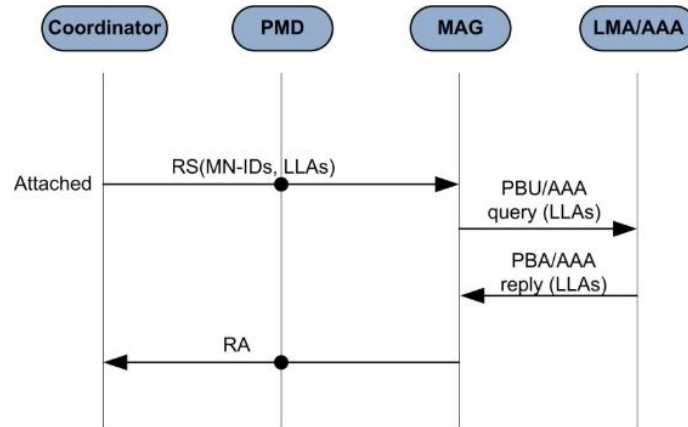 Coordinator
PMD
MAG
LMA/AAA
Attached
RS(MN-IDs, LLAs)
PBU/AAA
query (LLAs)
PBA/AAA
reply (LLAs)
RA